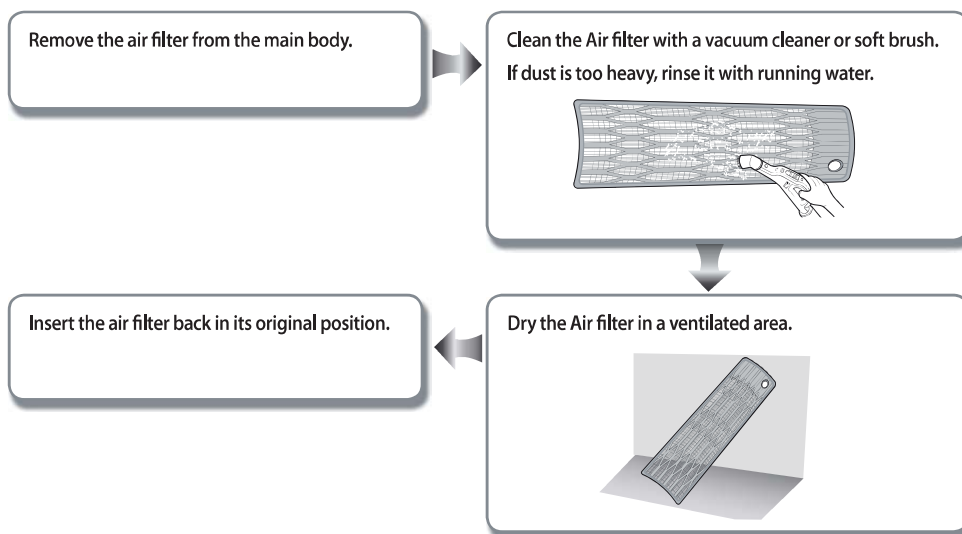 Remove the air filter from the main body.
Clean the Air filter with a vacuum cleaner or soft brush.
If dust is too heavy, rinse it with running water.
Dry the Air filter in a ventilated area.
Insert the air filter back in its original position.